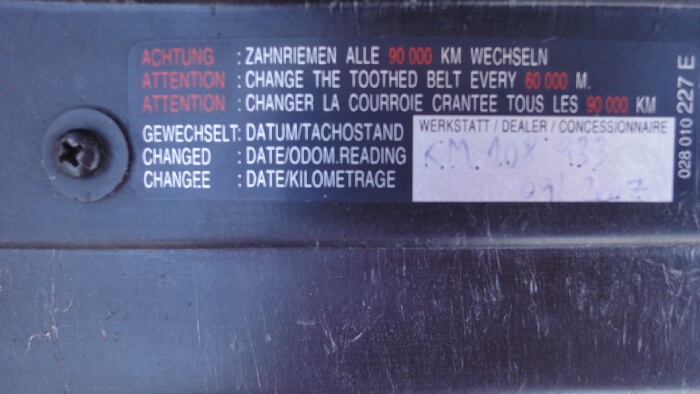 ACHTUNG : ZAHNRIEMEN ALLE 90 000 KM WECHSELN
ATTENTION : CHANGE THE TOOTHED BELT EVERY 60 000 M.
ATTENTION : CHANGER LA COURROIE CRANTEE TOUS LES 90 000 KM
GEWECHSELT: DATUM/TACHOSTAND
CHANGED : DATE/ODOM.READING
CHANGEE : DATE/KILOMETRAGE
WERKSTATT / DEALER / CONCESSIONNAIRE
KM 108
028 010 227 E